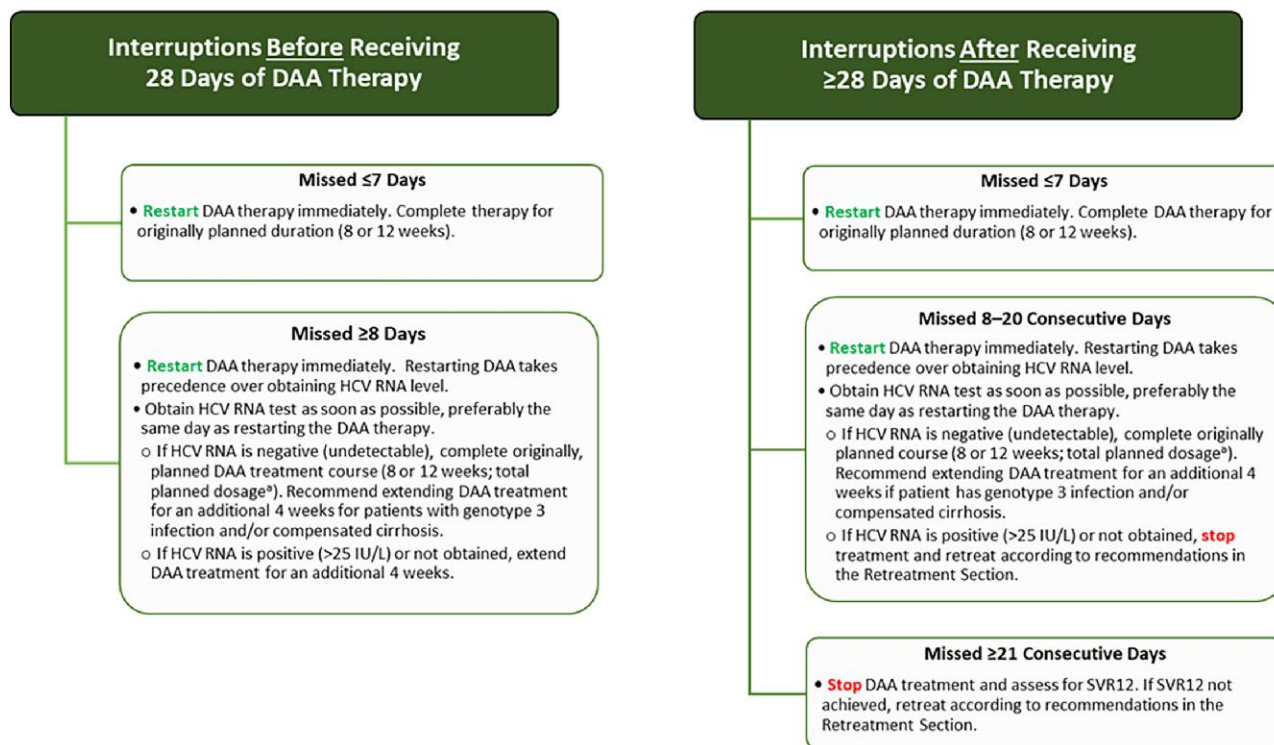 Interruptions Before Receiving
28 Days of DAA Therapy
Missed ≤7 Days
• Restart DAA therapy immediately. Complete therapy for
originally planned duration (8 or 12 weeks).
Missed ≥8 Days
• Restart DAA therapy immediately. Restarting DAA takes
precedence over obtaining HCV RNA level.
• Obtain HCV RNA test as soon as possible, preferably the
same day as restarting the DAA therapy.
o If HCV RNA is negative (undetectable), complete originally,
planned DAA treatment course (8 or 12 weeks; total
planned dosageª). Recommend extending DAA treatment
for an additional 4 weeks for patients with genotype 3
infection and/or compensated cirrhosis.
o If HCV RNA is positive (>25 IU/L) or not obtained, extend
DAA treatment for an additional 4 weeks.
Interruptions After Receiving
≥28 Days of DAA Therapy
Missed ≤7 Days
• Restart DAA therapy immediately. Complete DAA therapy for
originally planned duration (8 or 12 weeks).
Missed 8–20 Consecutive Days
• Restart DAA therapy immediately. Restarting DAA takes
precedence over obtaining HCV RNA level.
• Obtain HCV RNA test as soon as possible, preferably the
same day as restarting the DAA therapy.
o If HCV RNA is negative (undetectable), complete originally
planned course (8 or 12 weeks; total planned dosageª).
Recommend extending DAA treatment for an additional 4
weeks if patient has genotype 3 infection and/or
compensated cirrhosis.
o If HCV RNA is positive (>25 IU/L) or not obtained, stop
treatment and retreat according to recommendations in
the Retreatment Section.
Missed ≥21 Consecutive Days
• Stop DAA treatment and assess for SVR12. If SVR12 not
achieved, retreat according to recommendations in the
Retreatment Section.